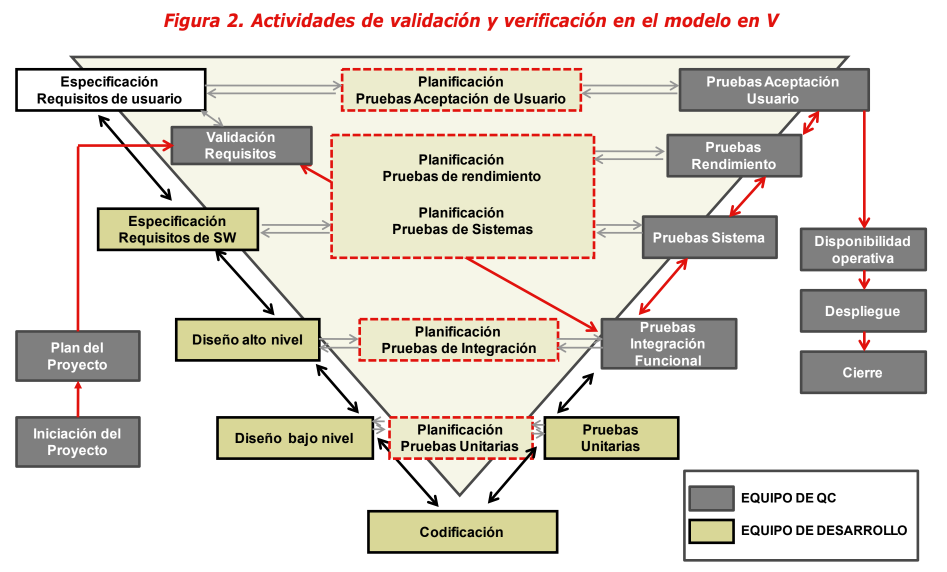 Figura 2. Actividades de validación y verificación en el modelo en V
Especificación
Requisitos de usuario
Planificación
Pruebas Aceptación de Usuario
Pruebas Aceptación
Usuario
Validación
Requisitos
Planificación
Pruebas de rendimiento
Pruebas
Rendimiento
Especificación
Requisitos de SW
Planificación
Pruebas de Sistemas
Pruebas Sistema
Disponibilidad
operativa
Despliegue
Cierre
Plan del
Proyecto
Diseño alto nivel
Planificación
Pruebas de Integración
Pruebas
Integración
Funcional
Iniciación del
Proyecto
Diseño bajo nivel
Planificación
Pruebas Unitarias
Pruebas
Unitarias
Codificación
EQUIPO DE QC
EQUIPO DE DESARROLLO